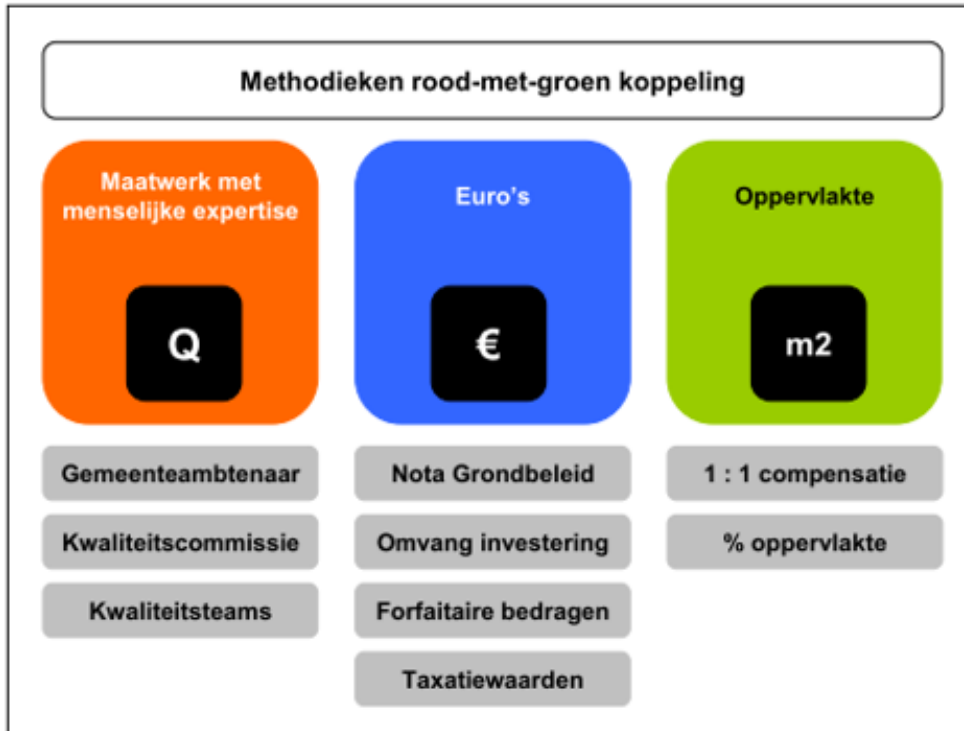 Methodieken rood-met-groen koppeling
Maatwerk met
menselijke expertise
Q
Gemeenteambtenaar
Kwaliteitscommissie
Kwaliteitsteams
Euro's
€
Nota Grondbeleid
Omvang investering
Forfaitaire bedragen
Taxatiewaarden
Oppervlakte
m2
1 : 1 compensatie
% oppervlakte